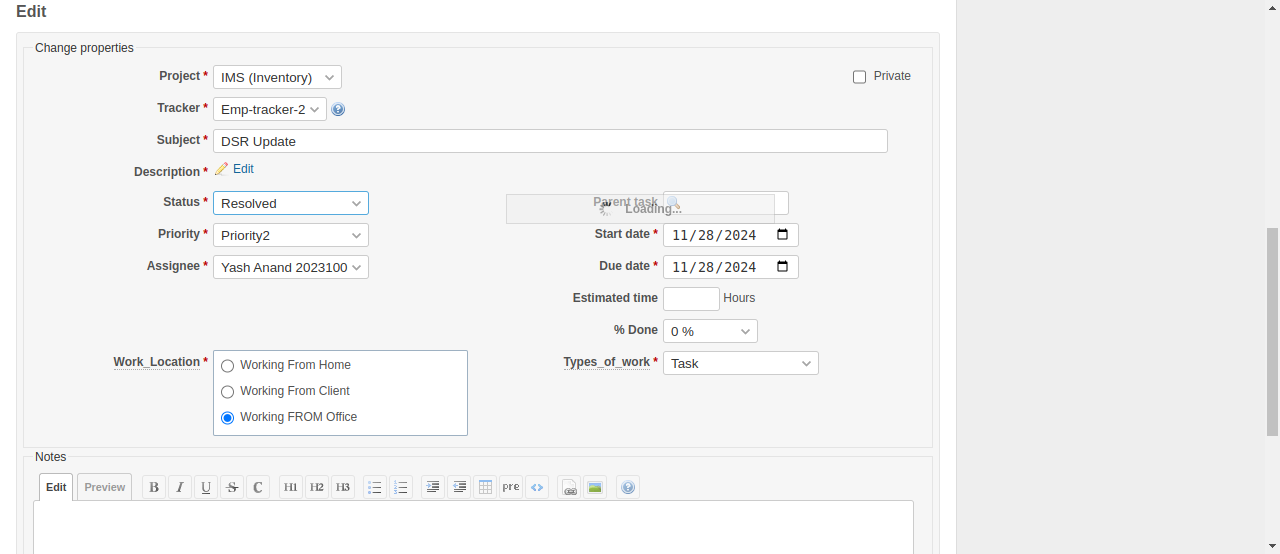 Edit
Change properties
Project * IMS (Inventory) Private
Tracker * Emp-tracker-2
Subject * DSR Update
Description * Edit
Status * Resolved Parent task
Loading...
Priority * Priority2 Start date * 11/28/2024
Assignee * Yash Anand 2023100 Due date * 11/28/2024
Estimated time Hours
% Done 0 %
Work_Location * Working From Home Types_of_work * Task
Working From Client
Working FROM Office
Notes
Edit Preview B I U S C H1 H2 H3 pre